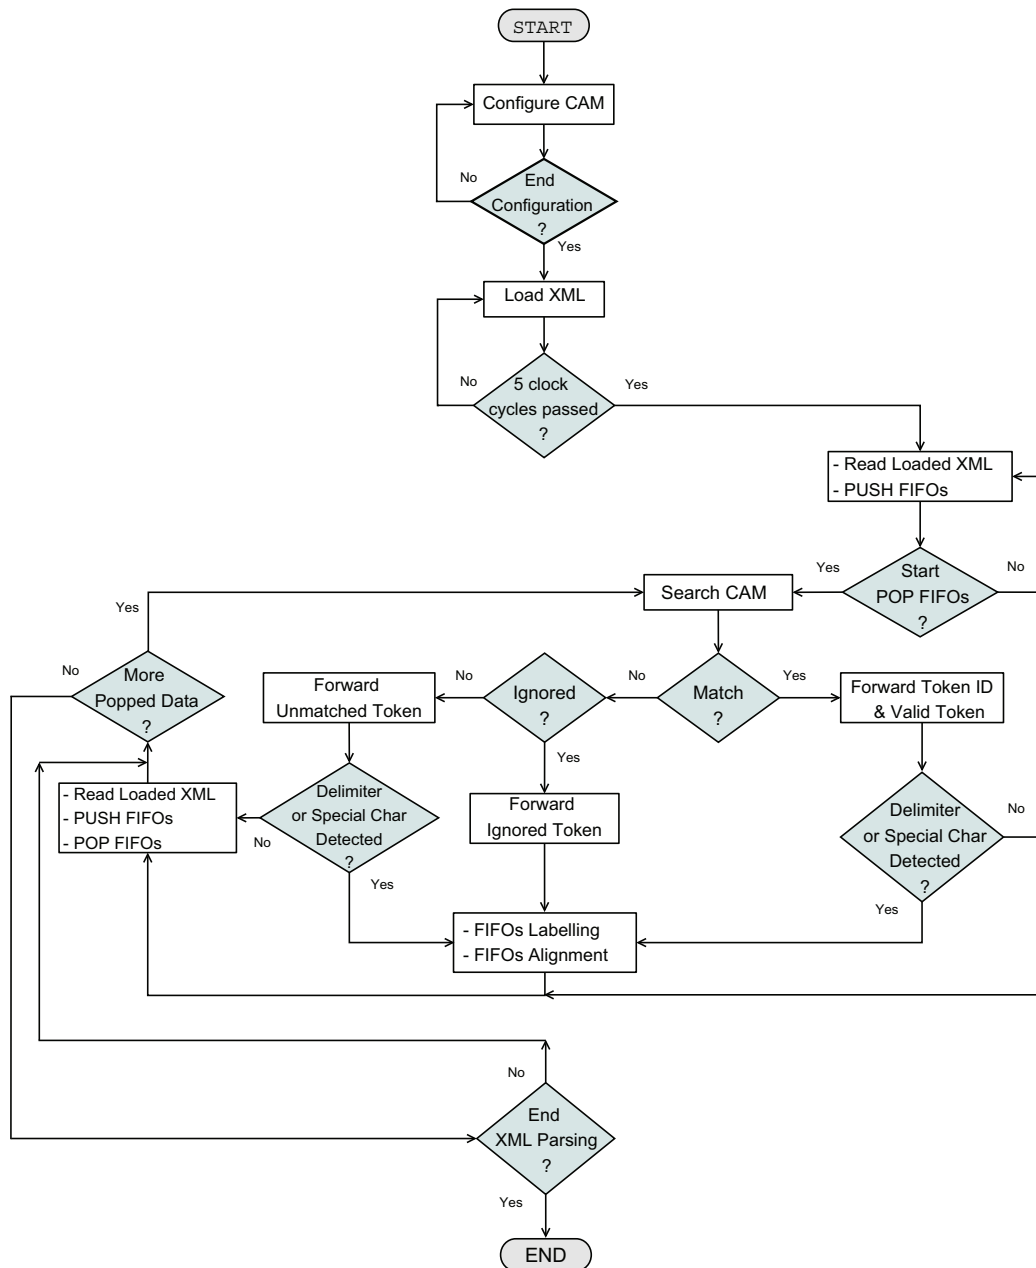 START
Configure CAM
No
End
Configuration
?
Yes
Load XML
No
5 clock
cycles passed
?
Yes
- Read Loaded XML
- PUSH FIFOs
Yes
Start
POP FIFOs
?
No
Search CAM
Yes
No
More
Popped Data
?
Forward
Unmatched Token
No
Ignored
?
Yes
No
Match
?
Yes
Forward Token ID
& Valid Token
- Read Loaded XML
- PUSH FIFOs
- POP FIFOs
No
Delimiter
or Special Char
Detected
?
Yes
Forward
Ignored Token
Delimiter
or Special Char
Detected
?
No
Yes
- FIFOs Labelling
- FIFOs Alignment
No
End
XML Parsing
?
Yes
END